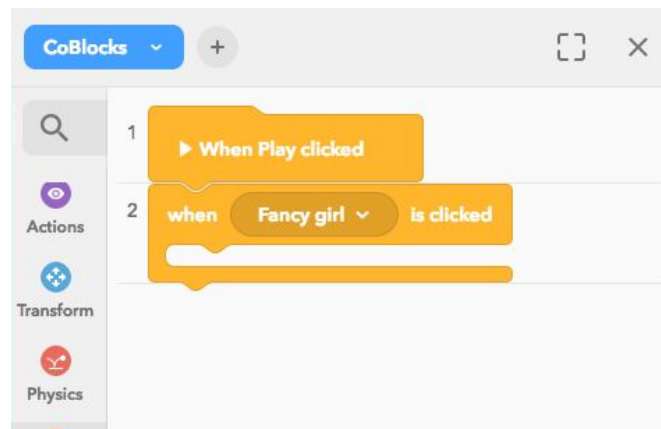 CoBlocks
+
1
When Play clicked
2
when Fancy girl is clicked
Actions
Transform
Physics